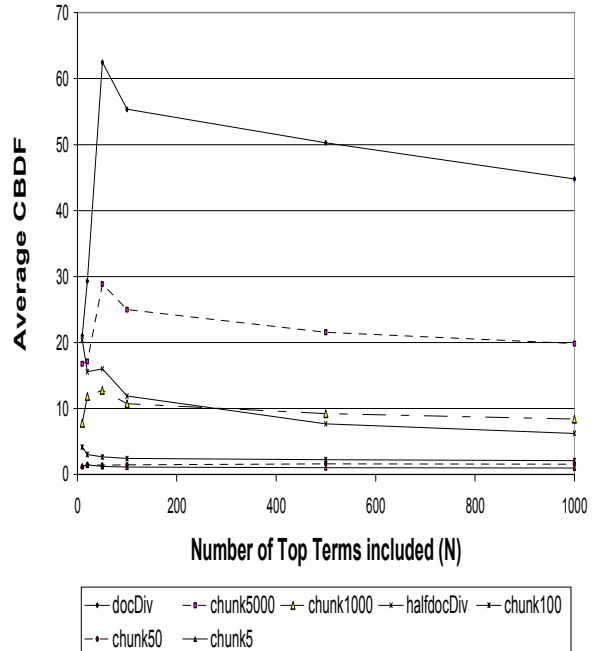 70
60
50
40
30
20
10
0
Average CBDF
0 200 400 600 800 1000
Number of Top Terms included (N)
docDiv chunk5000 chunk1000 halfdocDiv chunk100
chunk50 chunk5